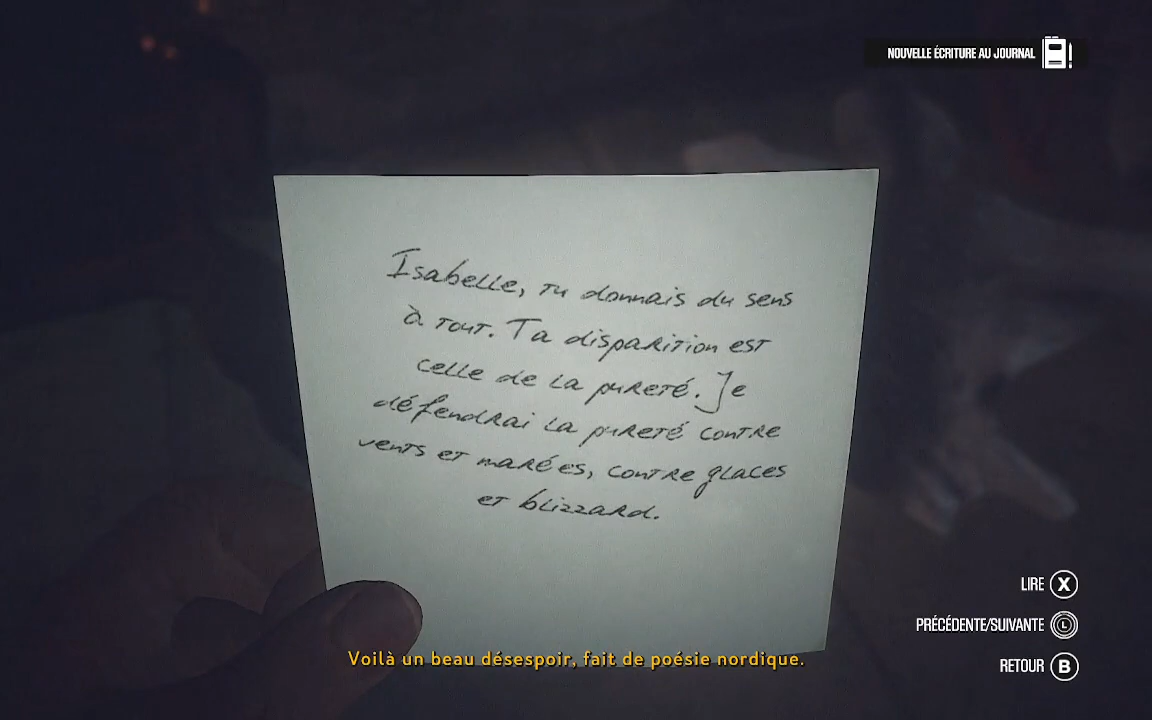 NOUVELLE ÉCRITURE AU JOURNAL
Isabelle, tu donnais du sens
à tout. Ta disparition est
celle de la pureté. Je
défendrai la pureté contre
vents et marées, contre glaces
et blizzard.
LIRE X
PRÉCÉDENTE/SUIVANTE L
RETOUR B
Voilà un beau désespoir, fait de poésie nordique.